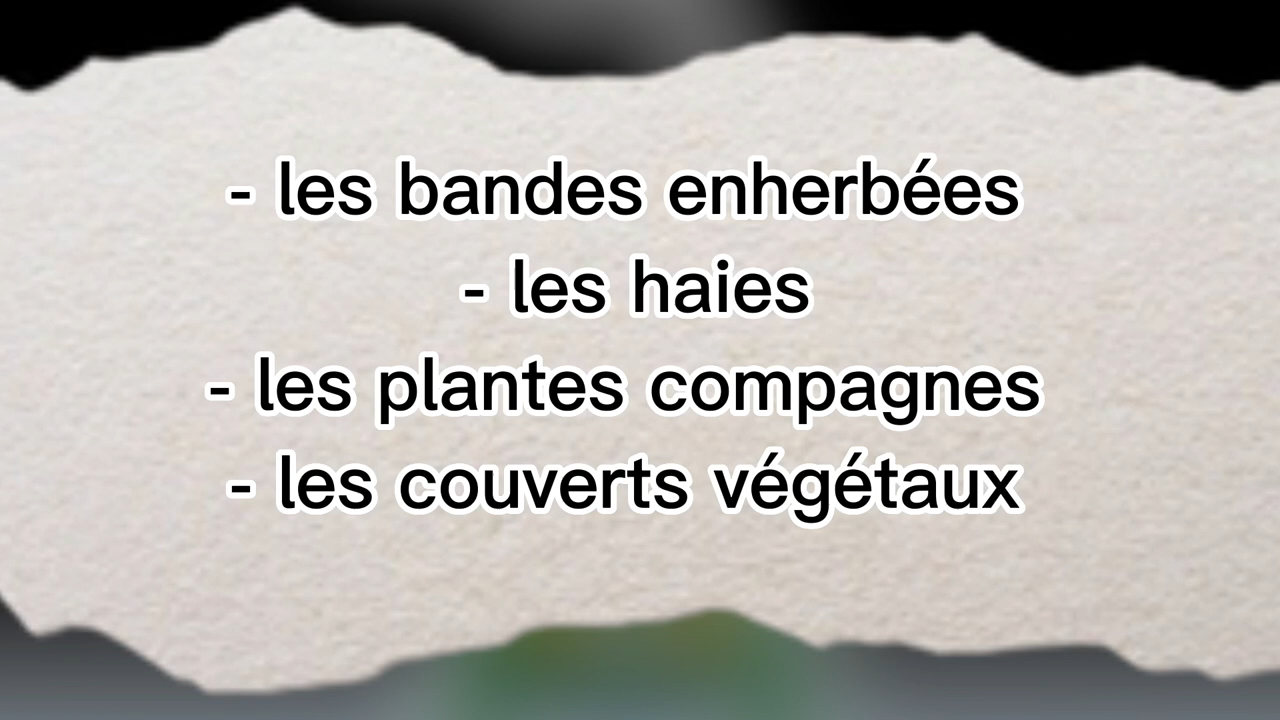 - les bandes enherbées
- les haies
- les plantes compagnes
- les couverts végétaux